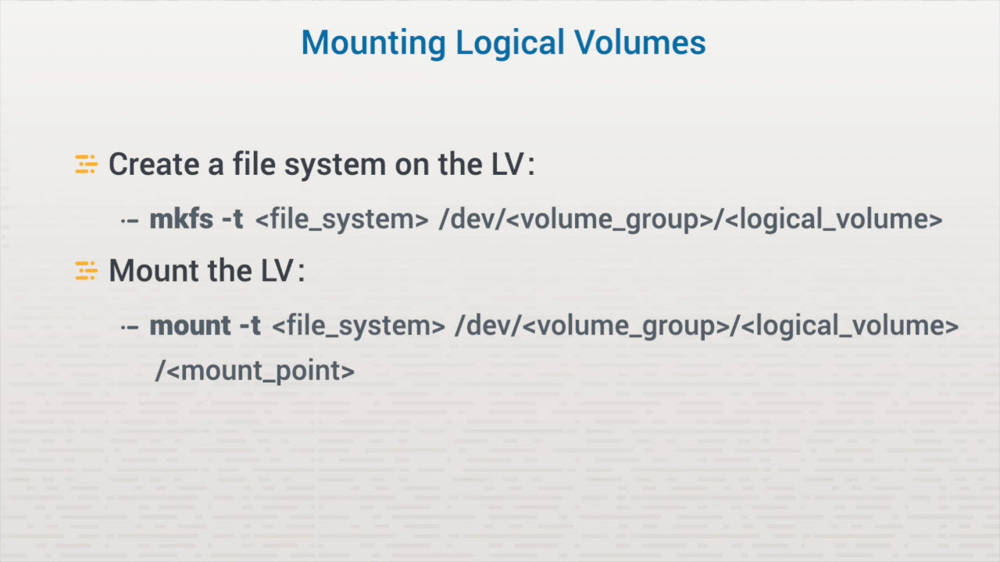 Mounting Logical Volumes
Create a file system on the LV:
mkfs -t <file_system> /dev/<volume_group>/<logical_volume>
Mount the LV:
mount -t <file_system> /dev/<volume_group>/<logical_volume>
/<mount_point>